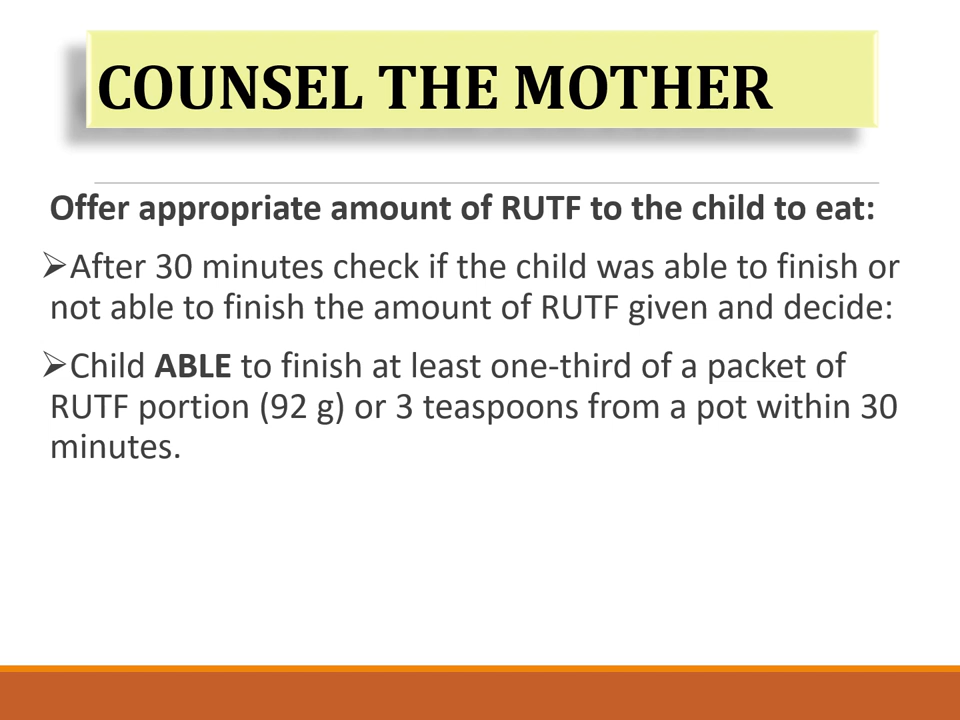 COUNSEL THE MOTHER
Offer appropriate amount of RUTF to the child to eat:
➢After 30 minutes check if the child was able to finish or
not able to finish the amount of RUTF given and decide:
➢Child ABLE to finish at least one-third of a packet of
RUTF portion (92 g) or 3 teaspoons from a pot within 30
minutes.